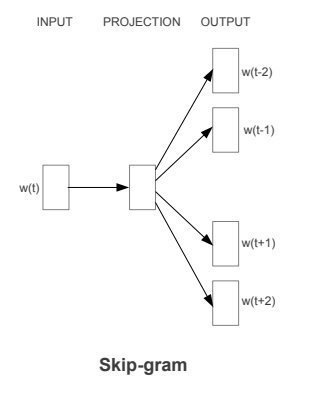 INPUT PROJECTION OUTPUT
w(t-2)
w(t-1)
w(t)
w(t+1)
w(t+2)
Skip-gram